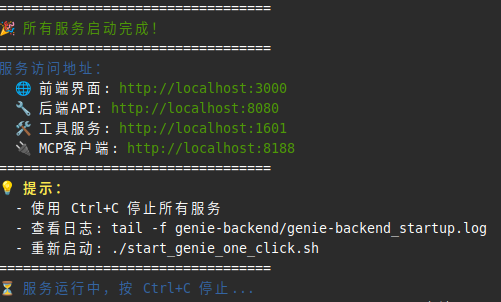 ==================================
🎉 所有服务启动完成！
==================================
服务访问地址：
🌐 前端界面: http://localhost:3000
🔧 后端API: http://localhost:8080
🛠️ 工具服务: http://localhost:1601
🔌 MCP客户端: http://localhost:8188
==================================
💡 提示：
- 使用 Ctrl+C 停止所有服务
- 查看日志: tail -f genie-backend/genie-backend_startup.log
- 重新启动: ./start_genie_one_click.sh
==================================
⏳ 服务运行中，按 Ctrl+C 停止...